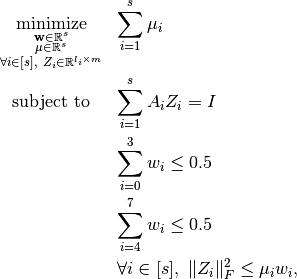 minimize ∑_{i=1}^{s} μ_i
w∈ℝ^s
μ∈ℝ^s
∀i∈[s], Z_i∈ℝ^{l_i×m}
subject to ∑_{i=1}^{s} A_i Z_i = I
∑_{i=0}^{3} w_i ≤ 0.5
∑_{i=4}^{7} w_i ≤ 0.5
∀i ∈ [s], ‖Z_i‖_F^2 ≤ μ_i w_i,